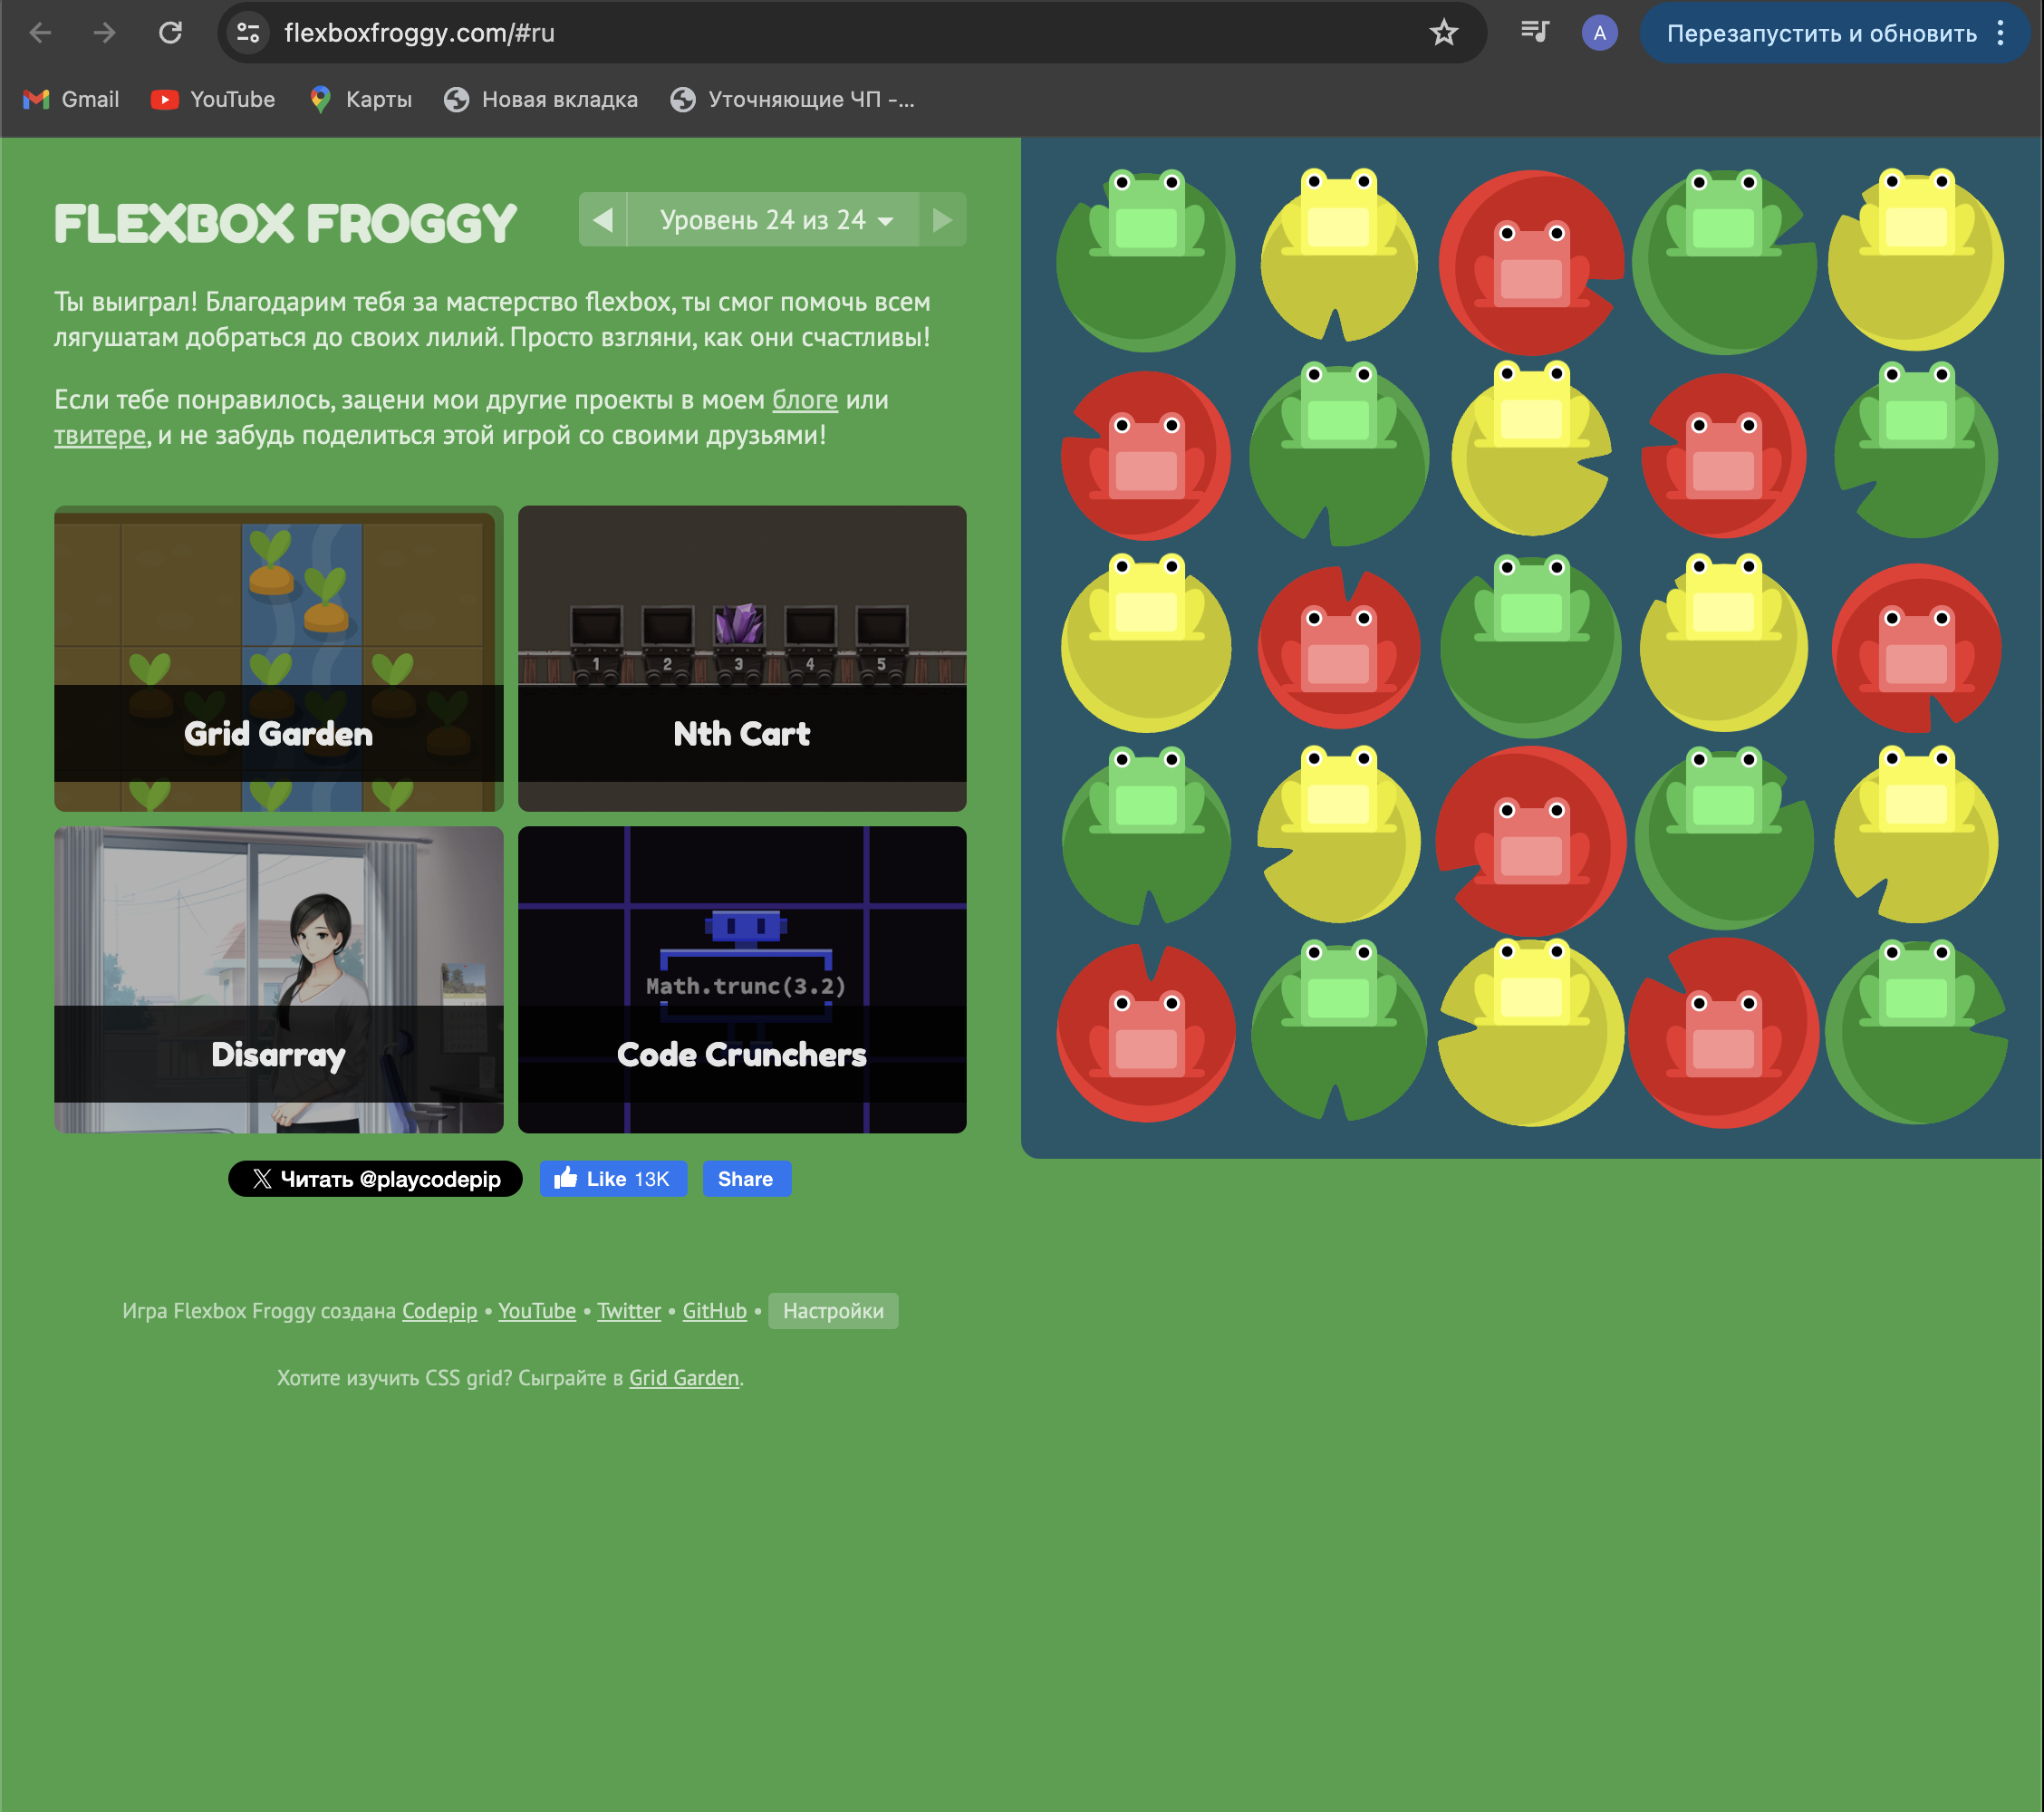 flexboxfroggy.com/#ru
A
Перезапустить и обновить
Gmail
YouTube
Карты
Новая вкладка
Уточняющие ЧП -...
FLEXBOX FROGGY
Уровень 24 из 24
Ты выиграл! Благодарим тебя за мастерство flexbox, ты смог помочь всем
лягушатам добраться до своих лилий. Просто взгляни, как они счастливы!
Если тебе понравилось, зацени мои другие проекты в моем блоге или
твитере, и не забудь поделиться этой игрой со своими друзьями!
1 2 3 4 5
Grid Garden
Nth Cart
Math.trunc(3.2)
Disarray
Code Crunchers
X Читать @playcodepip
Like 13K
Share
Игра Flexbox Froggy создана Codepip • YouTube • Twitter • GitHub • Настройки
Хотите изучить CSS grid? Сыграйте в Grid Garden.